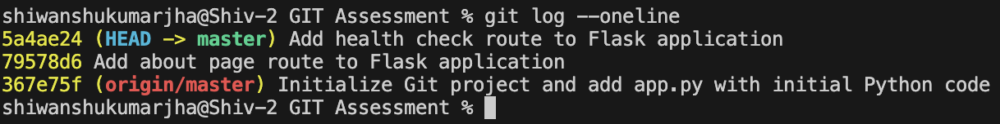 shiwanshukumarjha@Shiv-2 GIT Assessment % git log --oneline
5a4ae24 (HEAD -> master) Add health check route to Flask application
79578d6 Add about page route to Flask application
367e75f (origin/master) Initialize Git project and add app.py with initial Python code
shiwanshukumarjha@Shiv-2 GIT Assessment %